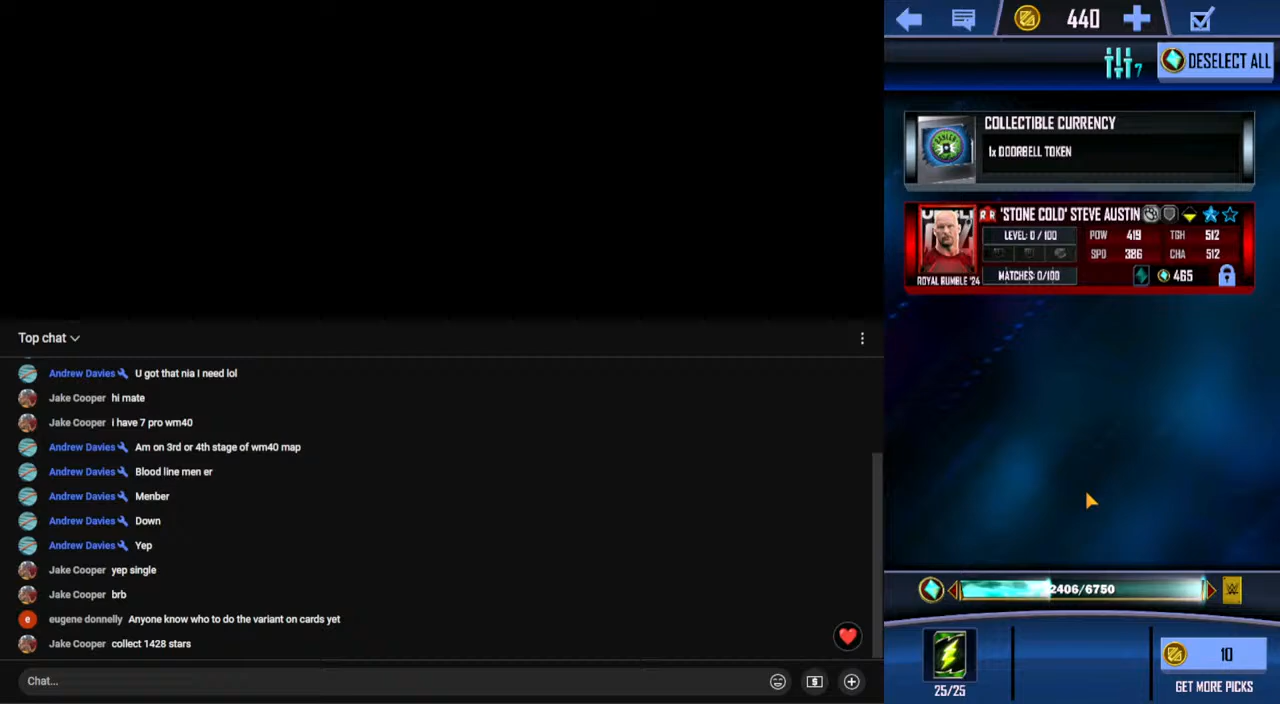 440
7
DESELECT ALL
COLLECTIBLE CURRENCY
1x DOORBELL TOKEN
RR 'STONE COLD' STEVE AUSTIN
LEVEL: 0 / 100
POW 419 TGH 512
SPD 386 CHA 512
ROYAL RUMBLE '24
MATCHES: 0/100
465
2406/6750
25/25
10
GET MORE PICKS
Top chat
Andrew Davies U got that nia I need lol
Jake Cooper hi mate
Jake Cooper i have 7 pro wm40
Andrew Davies Am on 3rd or 4th stage of wm40 map
Andrew Davies Blood line men er
Andrew Davies Menber
Andrew Davies Down
Andrew Davies Yep
Jake Cooper yep single
Jake Cooper brb
e eugene donnelly Anyone know who to do the variant on cards yet
Jake Cooper collect 1428 stars
Chat...